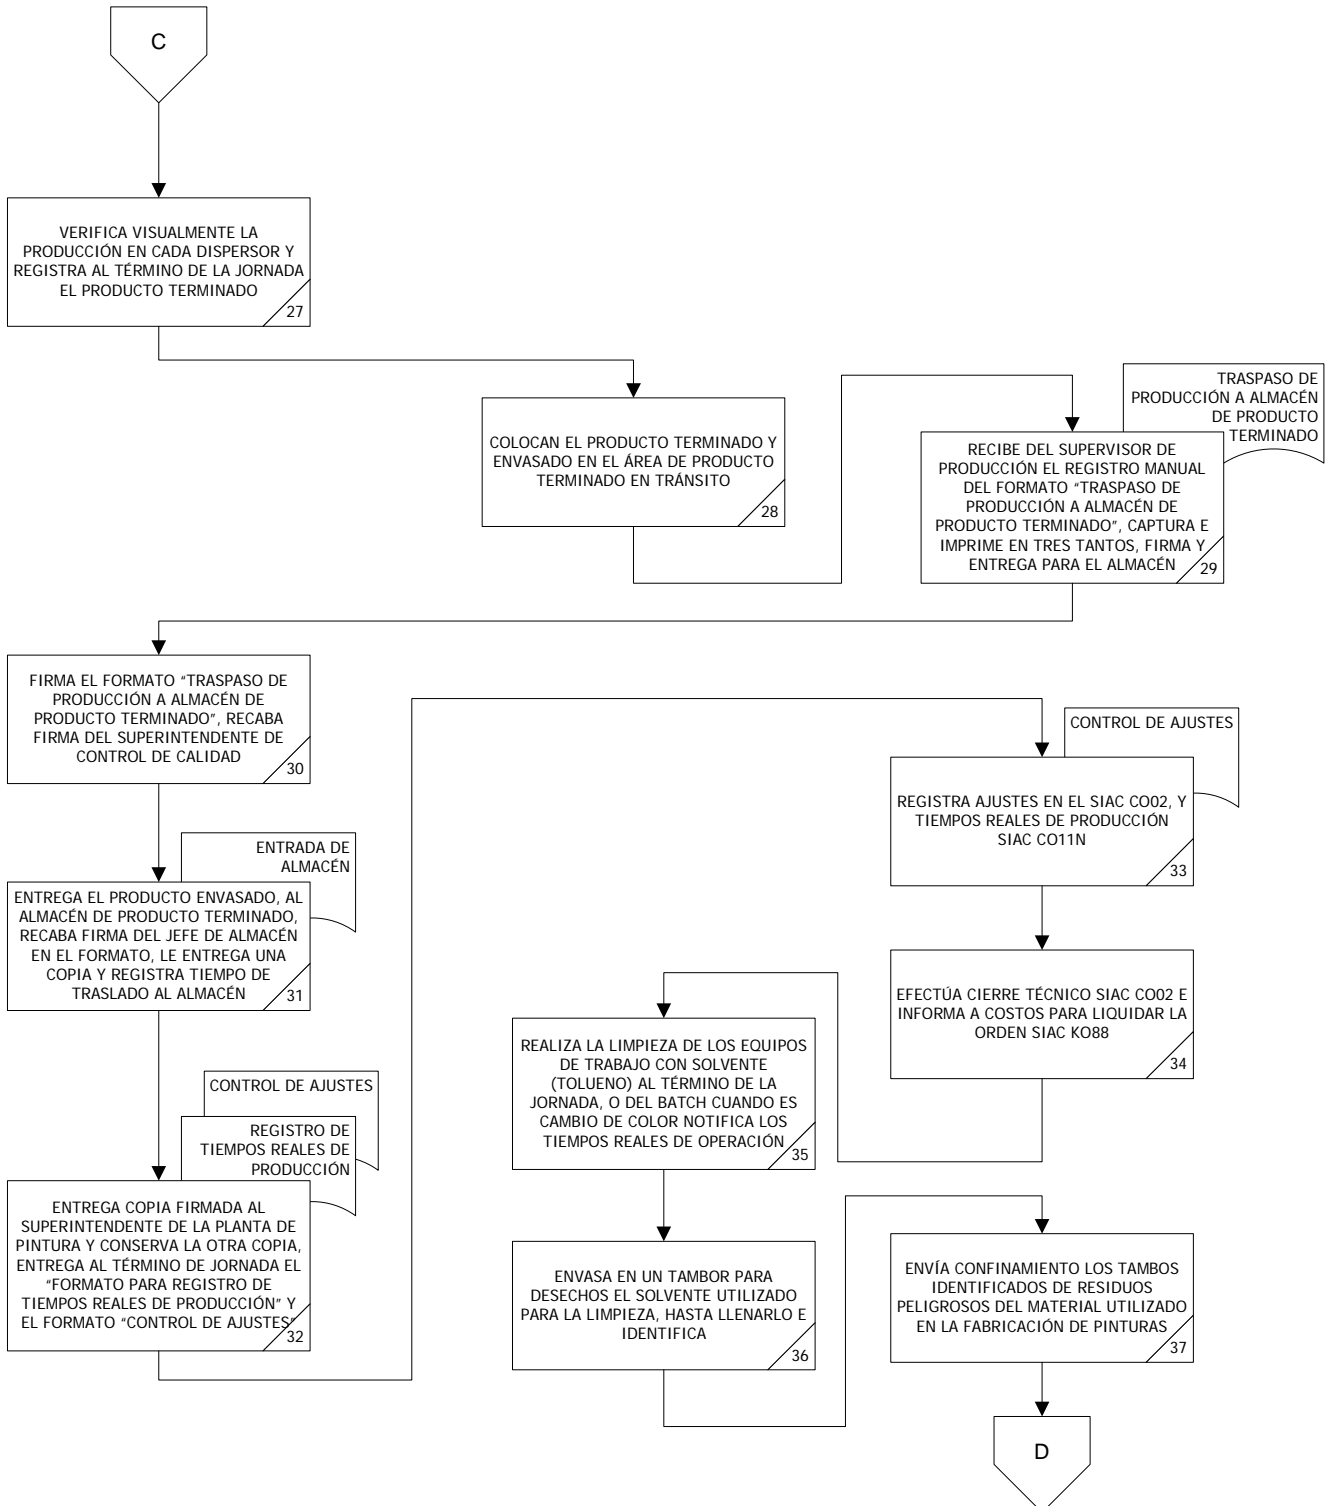 C
VERIFICA VISUALMENTE LA
PRODUCCIÓN EN CADA DISPERSOR Y
REGISTRA AL TÉRMINO DE LA JORNADA
EL PRODUCTO TERMINADO
27
COLOCAN EL PRODUCTO TERMINADO Y
ENVASADO EN EL ÁREA DE PRODUCTO
TERMINADO EN TRÁNSITO
28
TRASPASO DE
PRODUCCIÓN A ALMACÉN
DE PRODUCTO
TERMINADO
RECIBE DEL SUPERVISOR DE
PRODUCCIÓN EL REGISTRO MANUAL
DEL FORMATO “TRASPASO DE
PRODUCCIÓN A ALMACÉN DE
PRODUCTO TERMINADO”, CAPTURA E
IMPRIME EN TRES TANTOS, FIRMA Y
ENTREGA PARA EL ALMACÉN
29
FIRMA EL FORMATO “TRASPASO DE
PRODUCCIÓN A ALMACÉN DE
PRODUCTO TERMINADO”, RECABA
FIRMA DEL SUPERINTENDENTE DE
CONTROL DE CALIDAD
30
ENTRADA DE
ALMACÉN
ENTREGA EL PRODUCTO ENVASADO, AL
ALMACÉN DE PRODUCTO TERMINADO,
RECABA FIRMA DEL JEFE DE ALMACÉN
EN EL FORMATO, LE ENTREGA UNA
COPIA Y REGISTRA TIEMPO DE
TRASLADO AL ALMACÉN
31
CONTROL DE AJUSTES
REGISTRO DE
TIEMPOS REALES DE
PRODUCCIÓN
ENTREGA COPIA FIRMADA AL
SUPERINTENDENTE DE LA PLANTA DE
PINTURA Y CONSERVA LA OTRA COPIA,
ENTREGA AL TÉRMINO DE JORNADA EL
“FORMATO PARA REGISTRO DE
TIEMPOS REALES DE PRODUCCIÓN” Y
EL FORMATO “CONTROL DE AJUSTES”
32
CONTROL DE AJUSTES
REGISTRA AJUSTES EN EL SIAC CO02, Y
TIEMPOS REALES DE PRODUCCIÓN
SIAC CO11N
33
EFECTÚA CIERRE TÉCNICO SIAC CO02 E
INFORMA A COSTOS PARA LIQUIDAR LA
ORDEN SIAC KO88
34
REALIZA LA LIMPIEZA DE LOS EQUIPOS
DE TRABAJO CON SOLVENTE
(TOLUENO) AL TÉRMINO DE LA
JORNADA, O DEL BATCH CUANDO ES
CAMBIO DE COLOR NOTIFICA LOS
TIEMPOS REALES DE OPERACIÓN
35
ENVASA EN UN TAMBOR PARA
DESECHOS EL SOLVENTE UTILIZADO
PARA LA LIMPIEZA, HASTA LLENARLO E
IDENTIFICA
36
ENVÍA CONFINAMIENTO LOS TAMBOS
IDENTIFICADOS DE RESIDUOS
PELIGROSOS DEL MATERIAL UTILIZADO
EN LA FABRICACIÓN DE PINTURAS
37
D